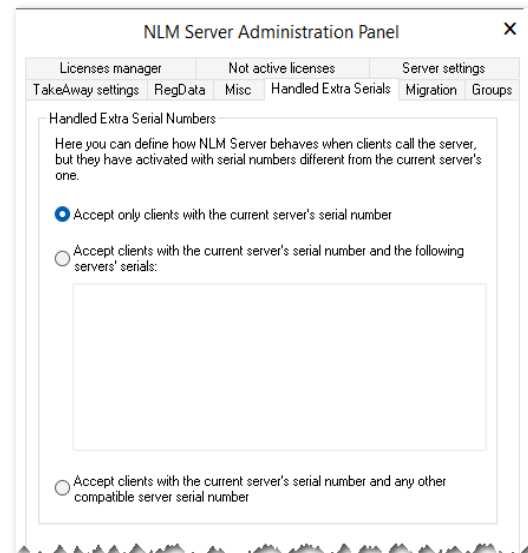 NLM Server Administration Panel
Licenses manager Not active licenses Server settings
TakeAway settings RegData Misc Handled Extra Serials Migration Groups
Handled Extra Serial Numbers
Here you can define how NLM Server behaves when clients call the server,
but they have activated with serial numbers different from the current server's
one.
Accept only clients with the current server's serial number
Accept clients with the current server's serial number and the following
servers' serials:
Accept clients with the current server's serial number and any other
compatible server serial number